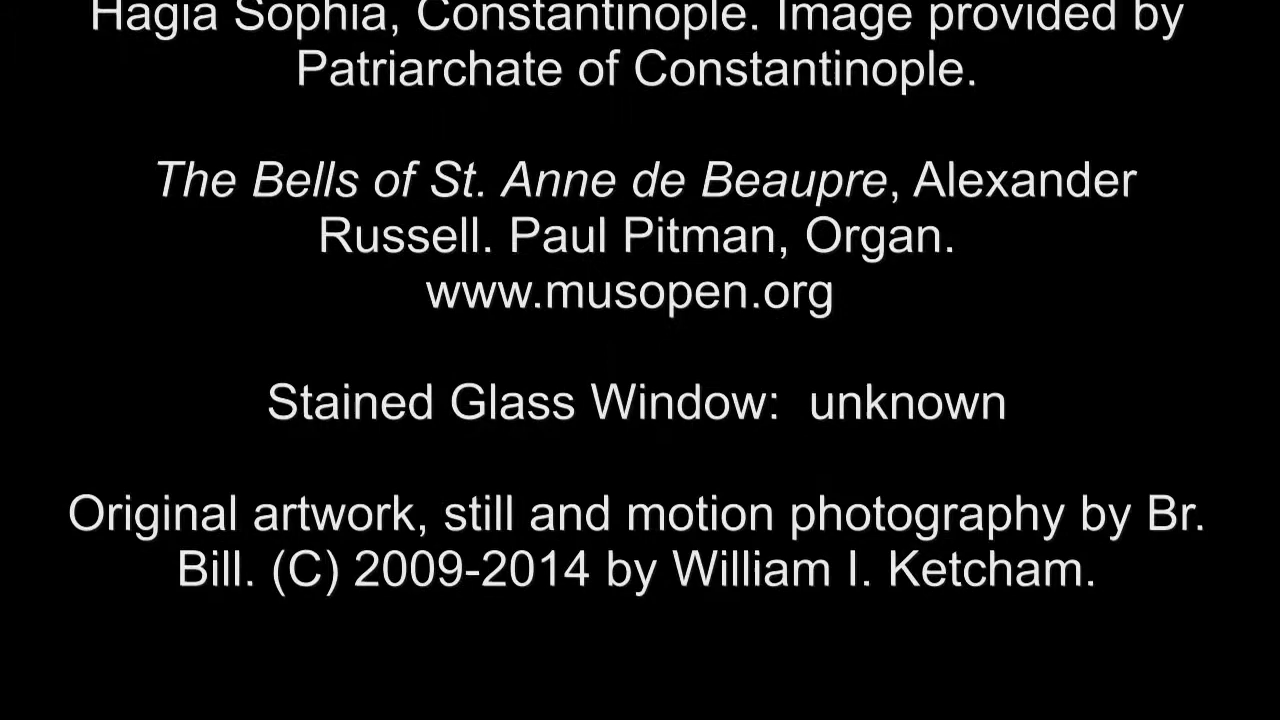 Hagia Sophia, Constantinople. Image provided by
Patriarchate of Constantinople.
The Bells of St. Anne de Beaupre, Alexander
Russell. Paul Pitman, Organ.
www.musopen.org
Stained Glass Window:  unknown
Original artwork, still and motion photography by Br.
Bill. (C) 2009-2014 by William I. Ketcham.